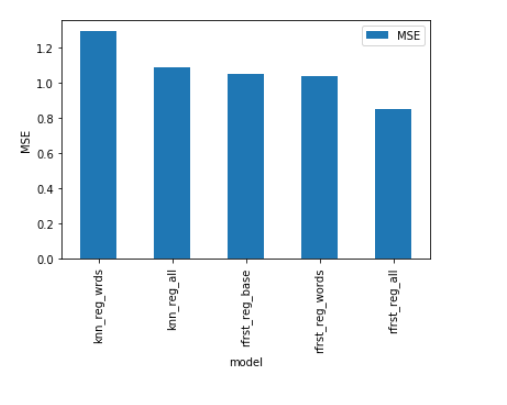 MSE
1.2
1.0
0.8
0.6
0.4
0.2
0.0
MSE
knn_reg_wrds
knn_reg_all
rfrst_reg_base
rfrst_reg_words
rfrst_reg_all
model